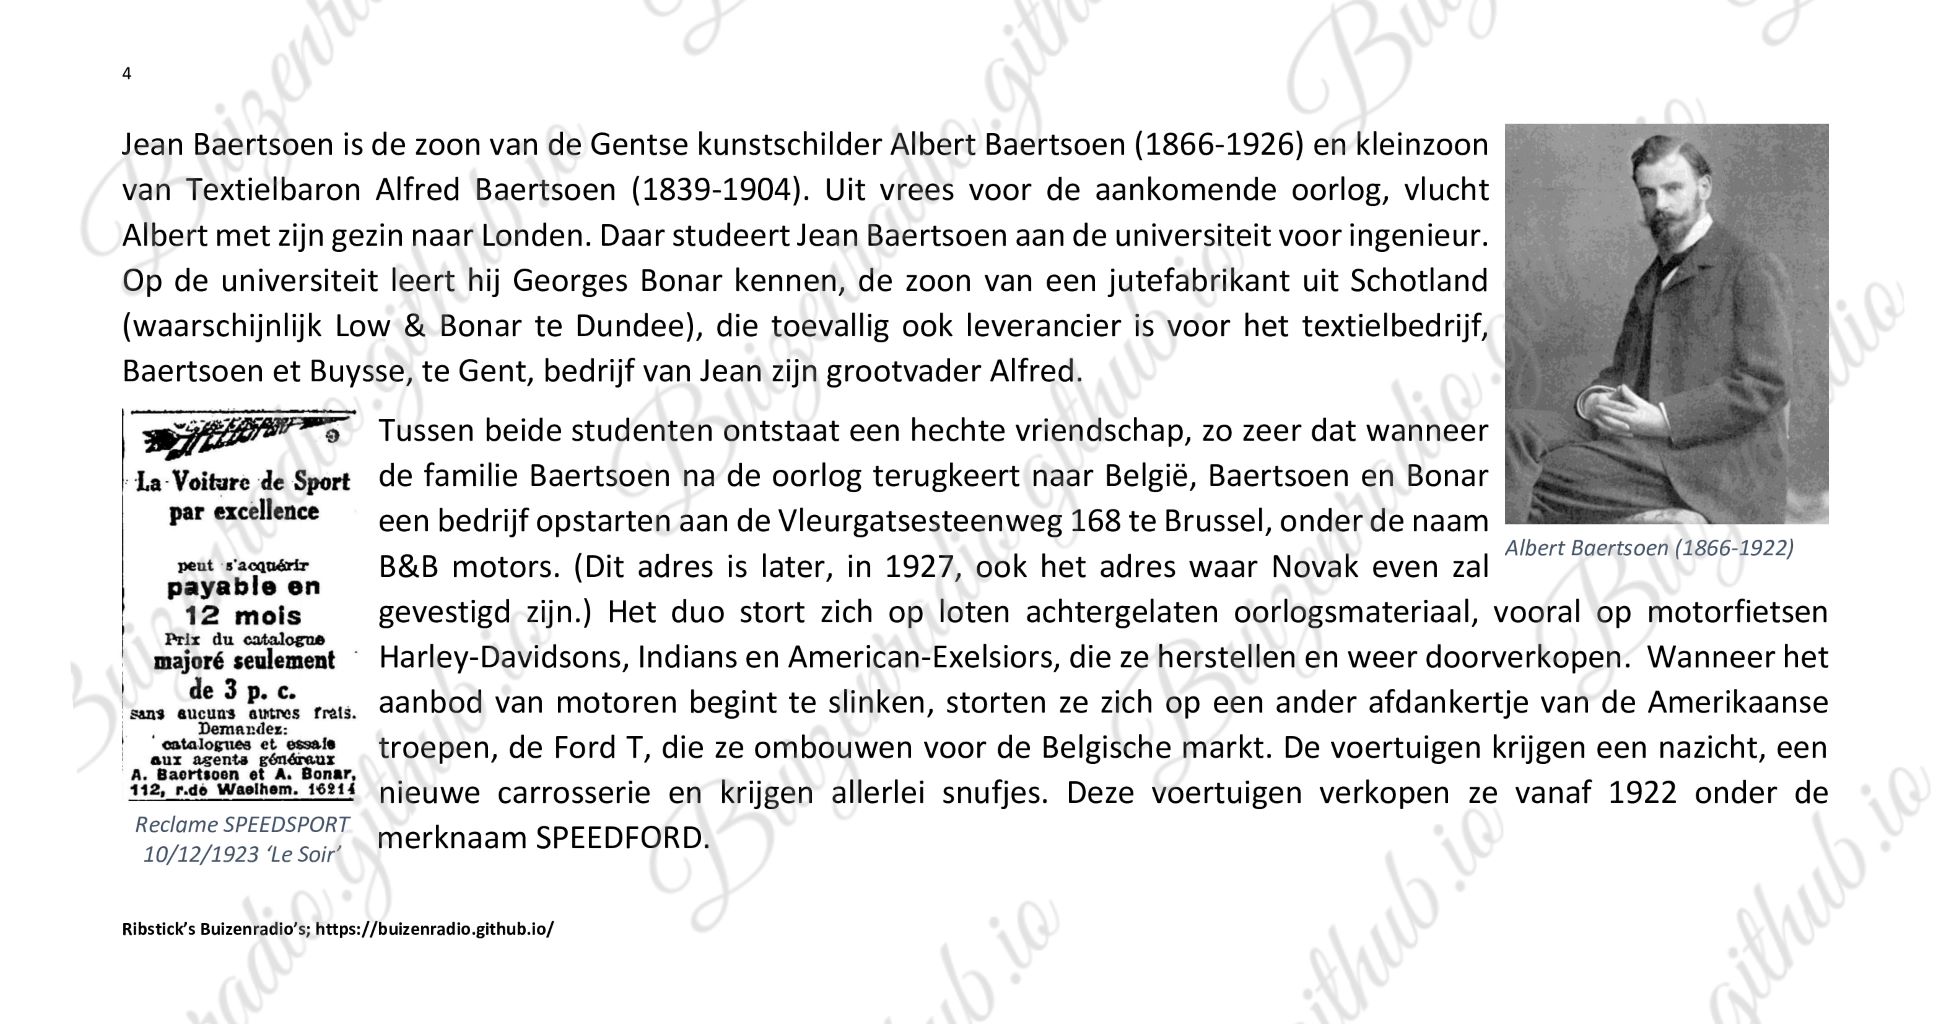 4
Jean Baertsoen is de zoon van de Gentse kunstschilder Albert Baertsoen (1866-1926) en kleinzoon
van Textielbaron Alfred Baertsoen (1839-1904). Uit vrees voor de aankomende oorlog, vlucht
Albert met zijn gezin naar Londen. Daar studeert Jean Baertsoen aan de universiteit voor ingenieur.
Op de universiteit leert hij Georges Bonar kennen, de zoon van een jutefabrikant uit Schotland
(waarschijnlijk Low & Bonar te Dundee), die toevallig ook leverancier is voor het textielbedrijf,
Baertsoen et Buysse, te Gent, bedrijf van Jean zijn grootvader Alfred.
Albert Baertsoen (1866-1922)
Tussen beide studenten ontstaat een hechte vriendschap, zo zeer dat wanneer
de familie Baertsoen na de oorlog terugkeert naar België, Baertsoen en Bonar
een bedrijf opstarten aan de Vleurgatsesteenweg 168 te Brussel, onder de naam
B&B motors. (Dit adres is later, in 1927, ook het adres waar Novak even zal
gevestigd zijn.) Het duo stort zich op loten achtergelaten oorlogsmateriaal, vooral op motorfietsen
Harley-Davidsons, Indians en American-Exelsiors, die ze herstellen en weer doorverkopen. Wanneer het
aanbod van motoren begint te slinken, storten ze zich op een ander afdankertje van de Amerikaanse
troepen, de Ford T, die ze ombouwen voor de Belgische markt. De voertuigen krijgen een nazicht, een
nieuwe carrosserie en krijgen allerlei snufjes. Deze voertuigen verkopen ze vanaf 1922 onder de
merknaam SPEEDFORD.
La Voiture de Sport
par excellence
peut s'acquérir
payable en
12 mois
Prix du catalogue
majoré seulement
de 3 p. c.
sans aucuns autres frais.
Demandez:
catalogues et essais
aux agents généraux
A. Baertsoen et A. Bonar,
112, r.de Waelhem. 16214
Reclame SPEEDSPORT
10/12/1923 ‘Le Soir’
Ribstick’s Buizenradio’s; https://buizenradio.github.io/
Buizenradio.github.io